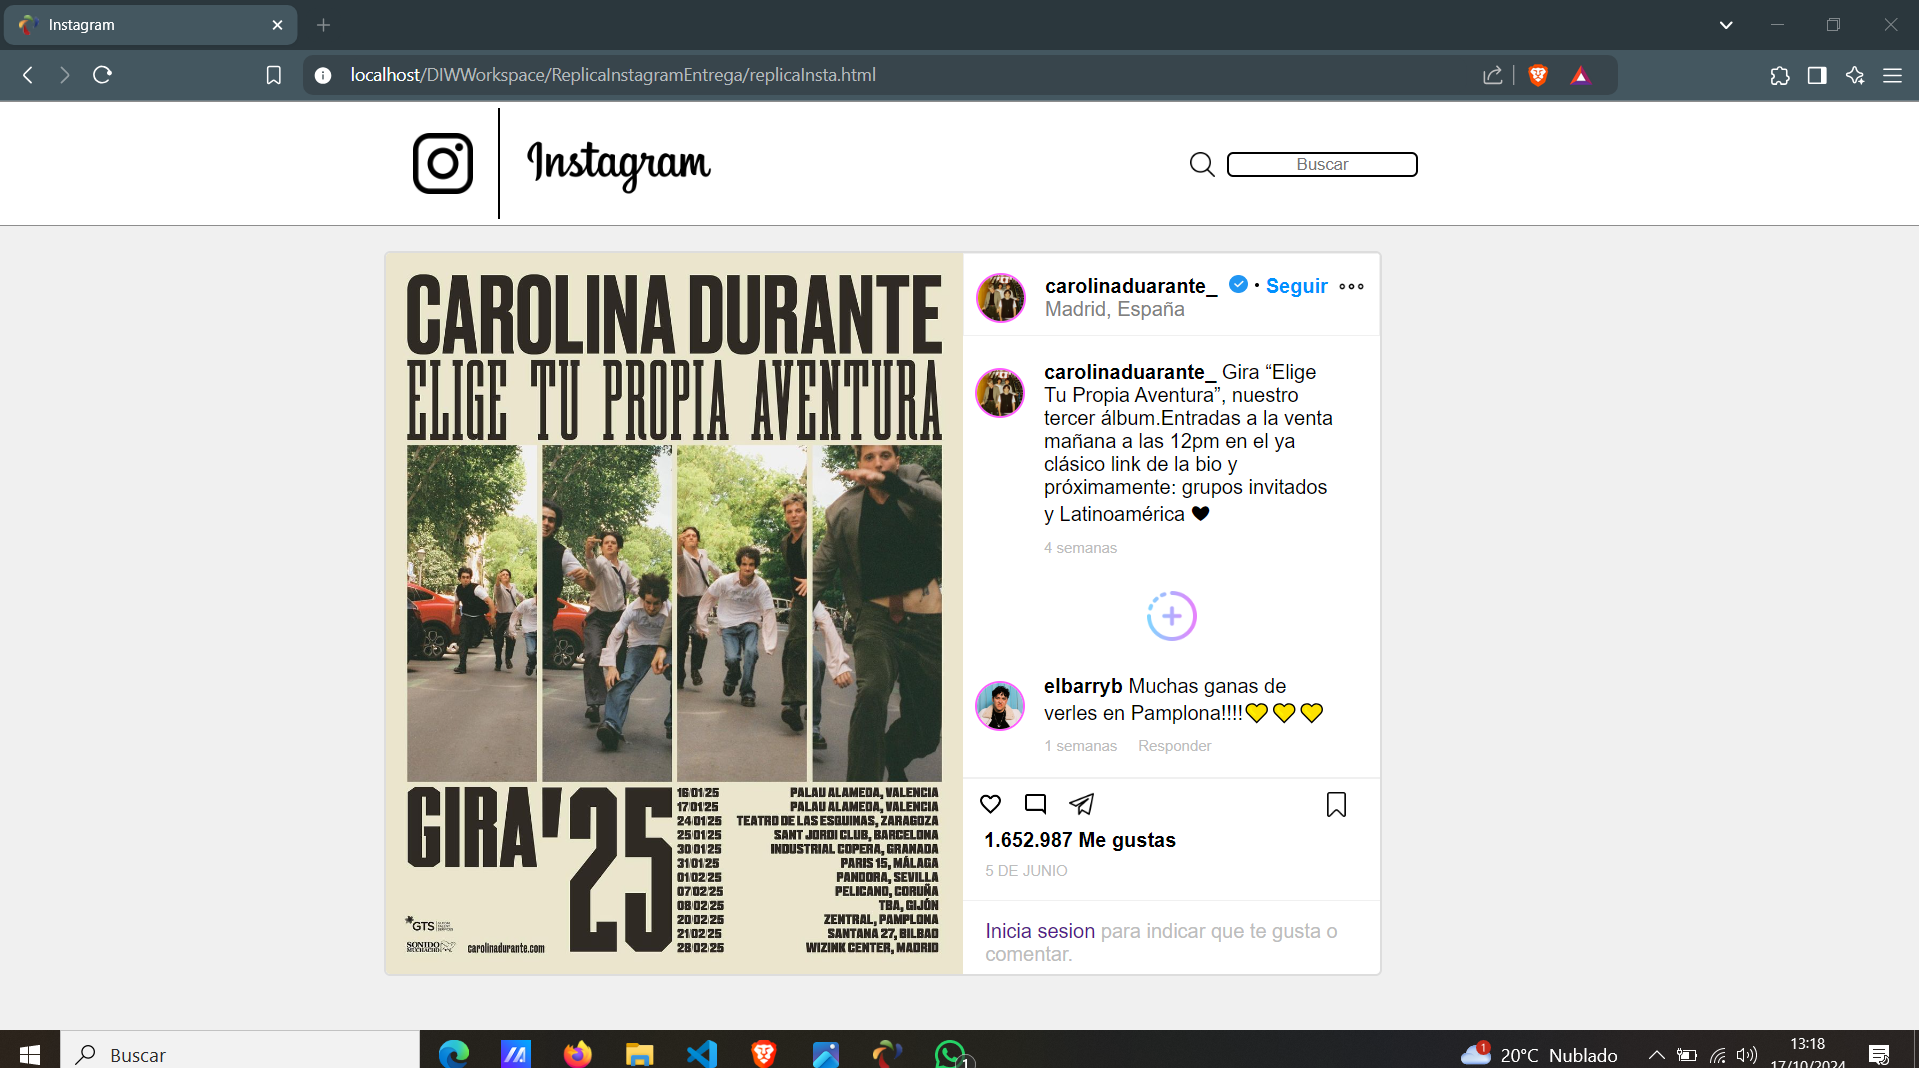 Instagram
localhost/DIWWorkspace/ReplicaInstagramEntrega/replicaInsta.html
Instagram
Buscar
CAROLINA DURANTE
ELIGE TU PROPIA AVENTURA
GIRA'25
16/01/25 PALAU ALAMEDA, VALENCIA
17/01/25 PALAU ALAMEDA, VALENCIA
24/01/25 TEATRO DE LAS ESQUINAS, ZARAGOZA
25/01/25 SANT JORDI CLUB, BARCELONA
30/01/25 INDUSTRIAL COPERA, GRANADA
31/01/25 PARIS 15, MÁLAGA
01/02/25 PANDORA, SEVILLA
07/02/25 PELICANO, CORUÑA
08/02/25 TBA, GIJÓN
20/02/25 ZENTRAL, PAMPLONA
21/02/25 SANTANA 27, BILBAO
28/02/25 WIZINK CENTER, MADRID
GTS
SONIDO
MUCHACHO
carolinadurante.com
carolinaduarante_ • Seguir
Madrid, España
carolinaduarante_ Gira “Elige
Tu Propia Aventura”, nuestro
tercer álbum.Entradas a la venta
mañana a las 12pm en el ya
clásico link de la bio y
próximamente: grupos invitados
y Latinoamérica 🖤
4 semanas
elbarryb Muchas ganas de
verles en Pamplona!!!!💛💛💛
1 semanas Responder
1.652.987 Me gustas
5 DE JUNIO
Inicia sesion para indicar que te gusta o
comentar.
Buscar
1
1
20°C Nublado
13:18
17/10/2024